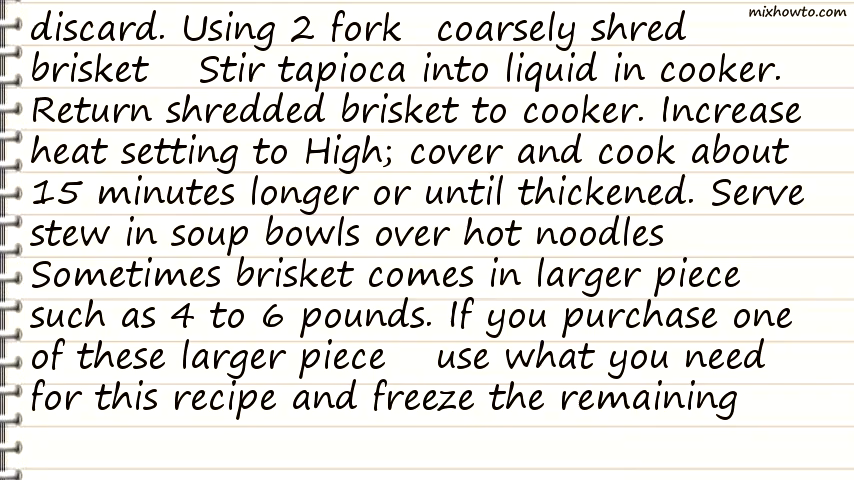 mixhowto.com
discard. Using 2 fork coarsely shred
brisket Stir tapioca into liquid in cooker.
Return shredded brisket to cooker. Increase
heat setting to High; cover and cook about
15 minutes longer or until thickened. Serve
stew in soup bowls over hot noodles
Sometimes brisket comes in larger piece
such as 4 to 6 pounds. If you purchase one
of these larger piece use what you need
for this recipe and freeze the remaining